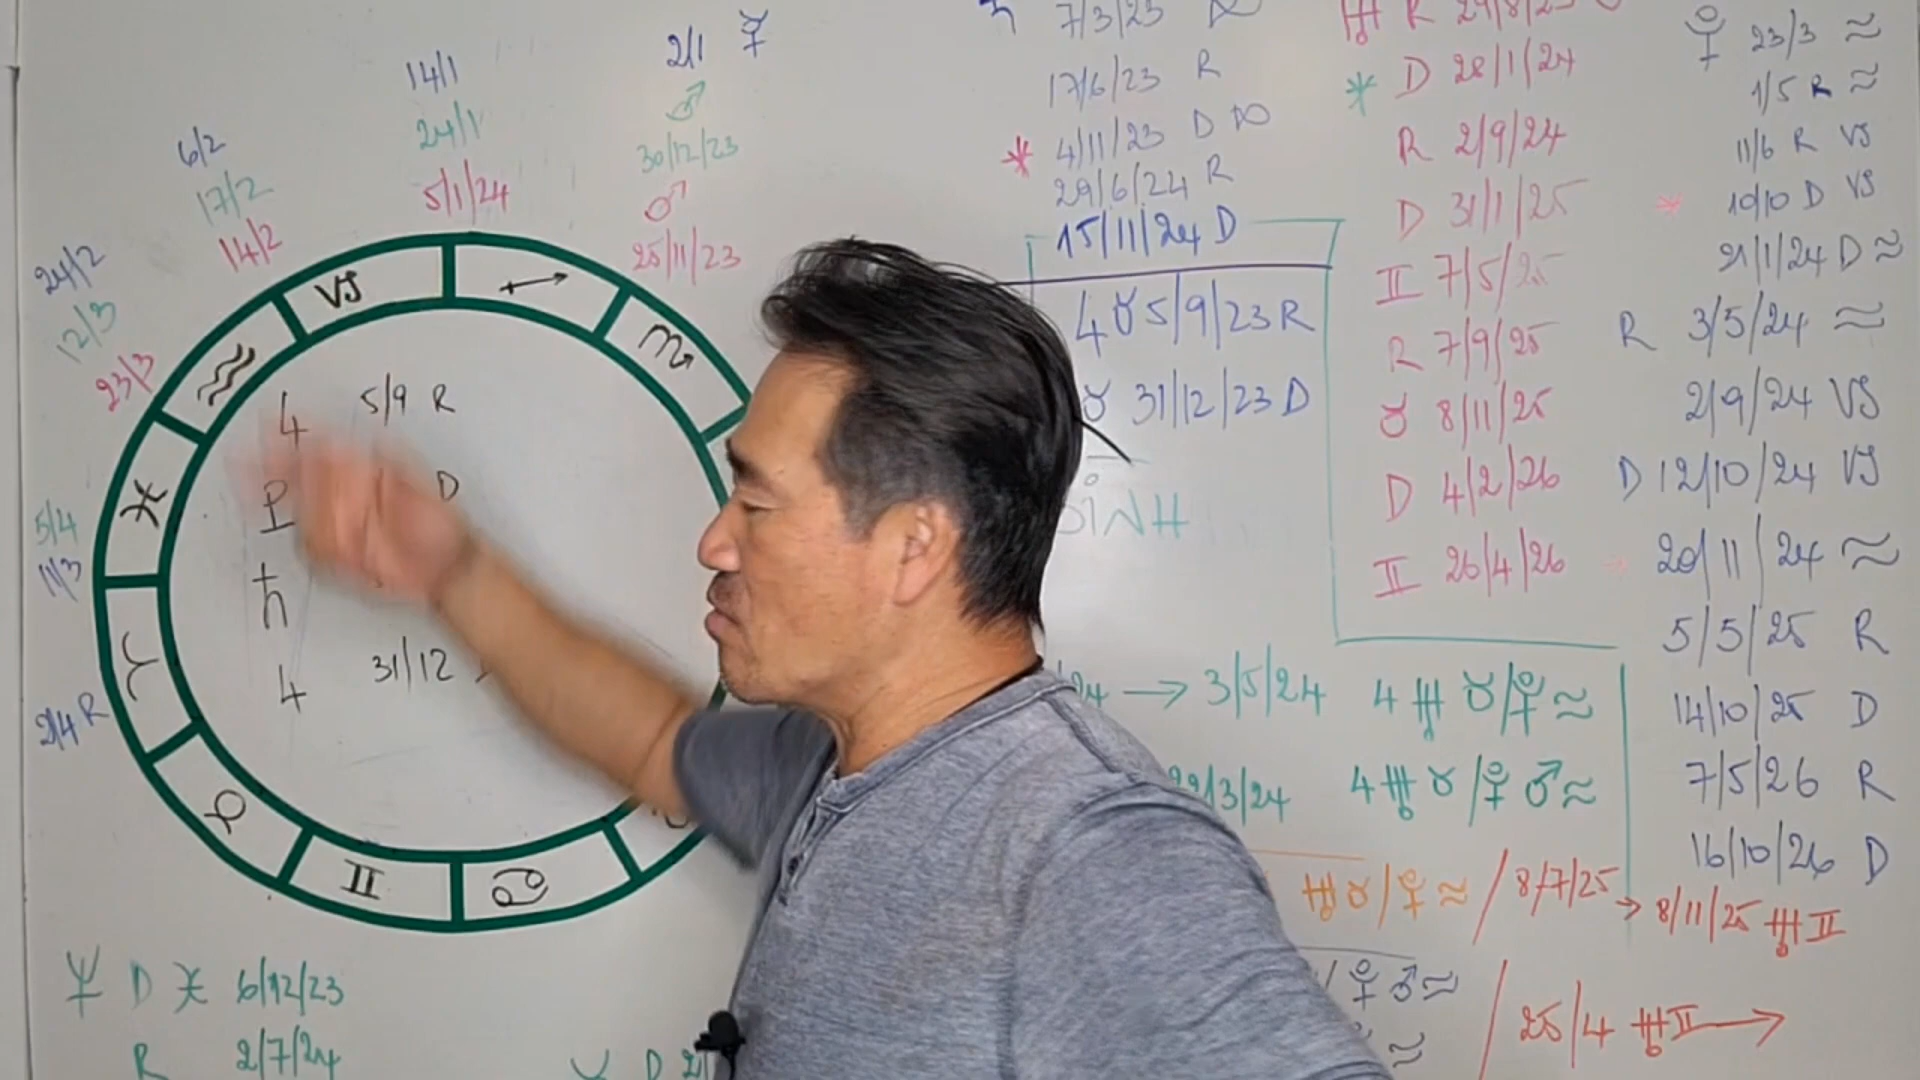 2/1 ☿
♂
30/12/23
♂
25/11/23
14/1
24/1
5/1/24
6/2
17/2
14/2
24/2
12/3
23/3
5/4
11/3
2/4 R
♐
♑
♏
♒
♓
♈
♉
♊
♋
♃ 5/9 R
♇ D
♄
♃ 31/12
♆ D ♓ 6/12/23
R 2/7/24
♄ 7/3/23
17/6/23 R
* 4/11/23 D
29/6/24 R
15/11/24 D
♃ ♉ 5/9/23 R
♉ 31/12/23 D
♅ R 29/8/23
* D 28/1/24
R 2/9/24
D 31/1/25
♊ 7/5/25
R 7/9/25
♉ 8/11/25
D 4/2/26
♊ 26/4/26
♇ 23/3 ♒
1/5 R ♒
11/6 R ♑
* 10/10 D ♑
21/1/24 D ♒
R 3/5/24 ♒
2/9/24 ♑
D 12/10/24 ♑
20/11/24 ♒
5/5/25 R
14/10/25 D
7/5/26 R
16/10/26 D
→ 3/5/24 ♃ ♅ ♉ / ♇ ♒
22/3/24 ♃ ♅ ♉ / ♇ ♂ ♒
♅ ♉ / ♇ ♒ / 8/7/25 → 8/11/25 ♅ ♊
/ ♇ ♂ ♒
♒ / 25/4 ♅ ♊ →